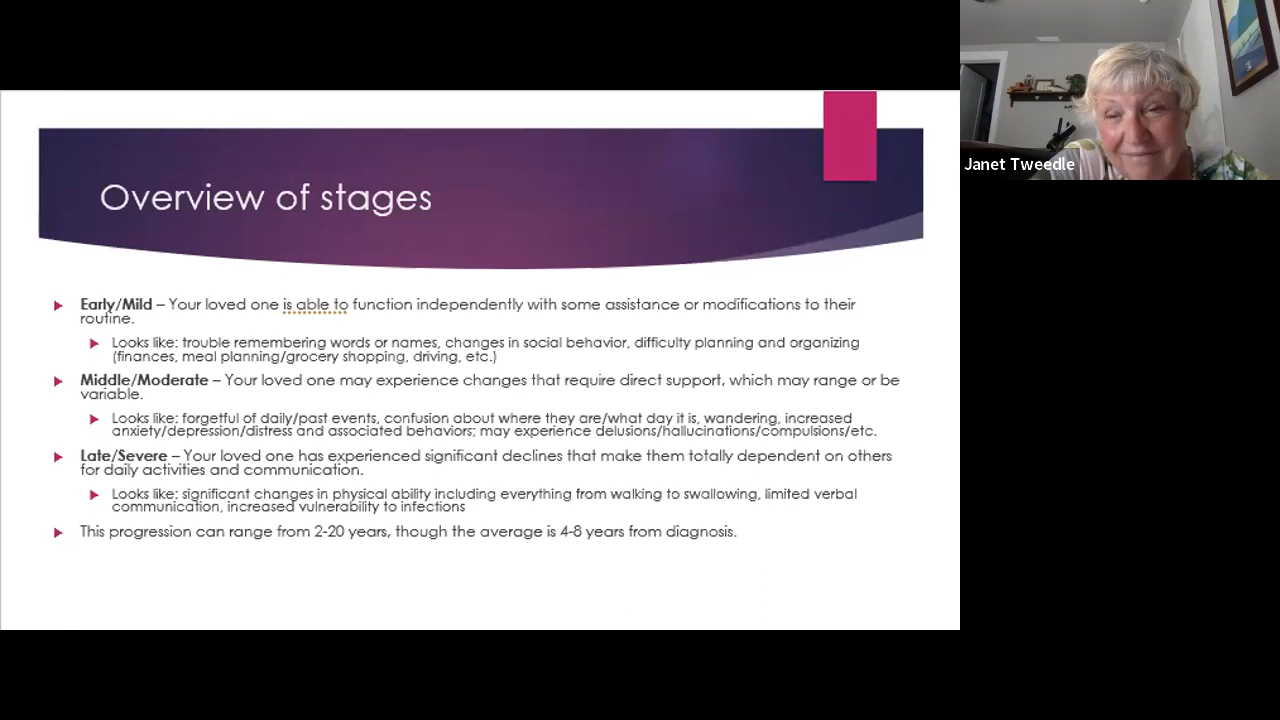 Overview of stages
Early/Mild – Your loved one is able to function independently with some assistance or modifications to their
routine.
Looks like: trouble remembering words or names, changes in social behavior, difficulty planning and organizing
(finances, meal planning/grocery shopping, driving, etc.)
Middle/Moderate – Your loved one may experience changes that require direct support, which may range or be
variable.
Looks like: forgetful of daily/past events, confusion about where they are/what day it is, wandering, increased
anxiety/depression/distress and associated behaviors; may experience delusions/hallucinations/compulsions/etc.
Late/Severe – Your loved one has experienced significant declines that make them totally dependent on others
for daily activities and communication.
Looks like: significant changes in physical ability including everything from walking to swallowing, limited verbal
communication, increased vulnerability to infections
This progression can range from 2-20 years, though the average is 4-8 years from diagnosis.
Janet Tweedle